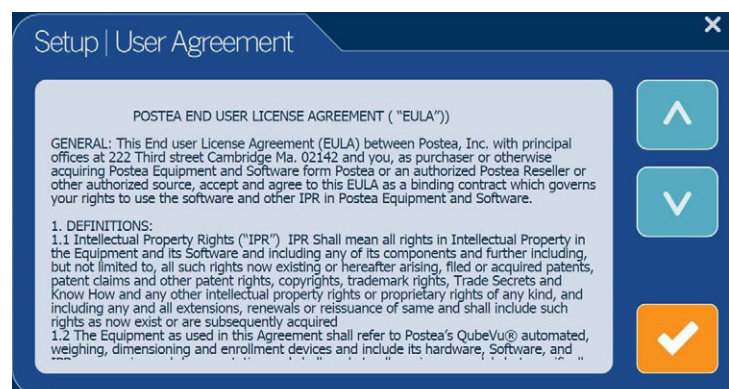 Setup | User Agreement
POSTEA END USER LICENSE AGREEMENT ( “EULA”))
GENERAL: This End user License Agreement (EULA) between Postea, Inc. with principal
offices at 222 Third street Cambridge Ma. 02142 and you, as purchaser or otherwise
acquiring Postea Equipment and Software form Postea or an authorized Postea Reseller or
other authorized source, accept and agree to this EULA as a binding contract which governs
your rights to use the software and other IPR in Postea Equipment and Software.
1. DEFINITIONS:
1.1 Intellectual Property Rights (“IPR”) IPR Shall mean all rights in Intellectual Property in
the Equipment and its Software and including any of its components and further including,
but not limited to, all such rights now existing or hereafter arising, filed or acquired patents,
patent claims and other patent rights, copyrights, trademark rights, Trade Secrets and
Know How and any other intellectual property rights or proprietary rights of any kind, and
including any and all extensions, renewals or reissuance of same and shall include such
rights as now exist or are subsequently acquired
1.2 The Equipment as used in this Agreement shall refer to Postea’s QubeVu® automated,
weighing, dimensioning and enrollment devices and include its hardware, Software, and